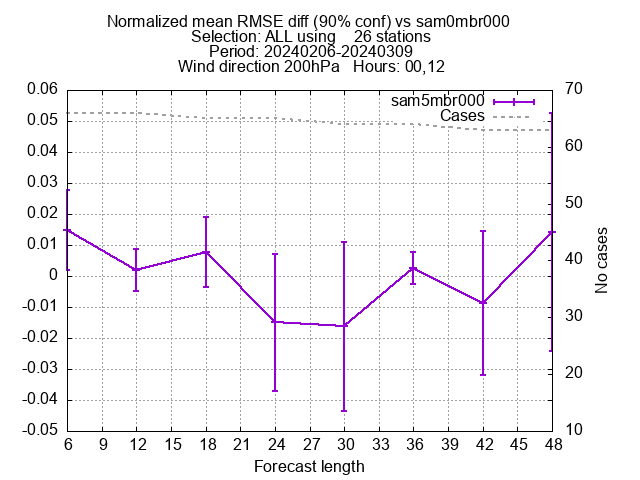 Normalized mean RMSE diff (90% conf) vs sam0mbr000
Selection: ALL using    26 stations
Period: 20240206-20240309
Wind direction 200hPa   Hours: 00,12
sam5mbr000
Cases
0.06
0.05
0.04
0.03
0.02
0.01
0
-0.01
-0.02
-0.03
-0.04
-0.05
70
60
50
40
30
20
10
No cases
6 9 12 15 18 21 24 27 30 33 36 39 42 45 48
Forecast length